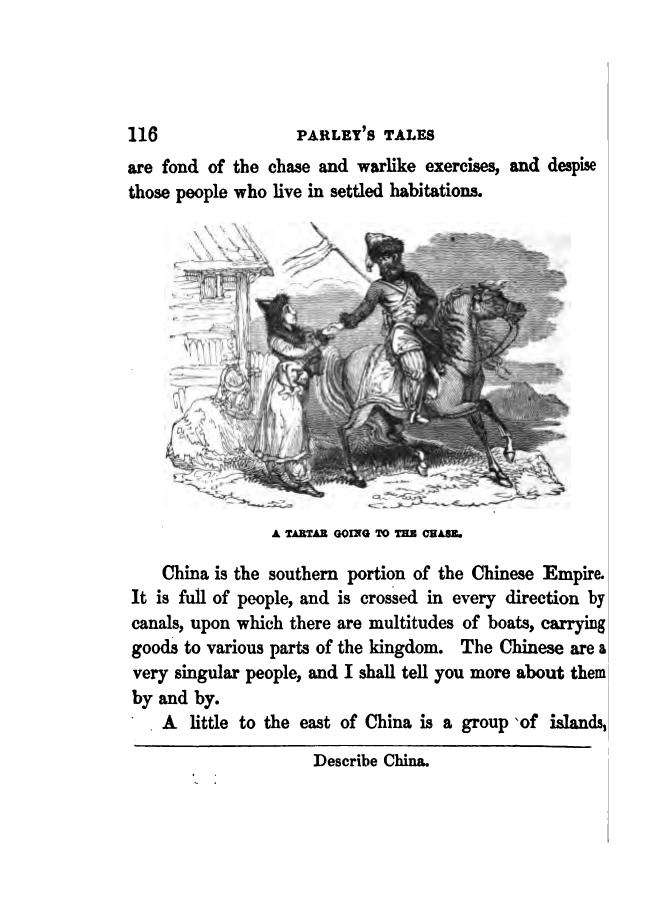 116 PARLEY'S TALES
are fond of the chase and warlike exercises, and despise
those people who live in settled habitations.
A TARTAR GOING TO THE CHASE.
China is the southern portion of the Chinese Empire.
It is full of people, and is crossed in every direction by
canals, upon which there are multitudes of boats, carrying
goods to various parts of the kingdom. The Chinese are a
very singular people, and I shall tell you more about them
by and by.
A little to the east of China is a group of islands,
Describe China.